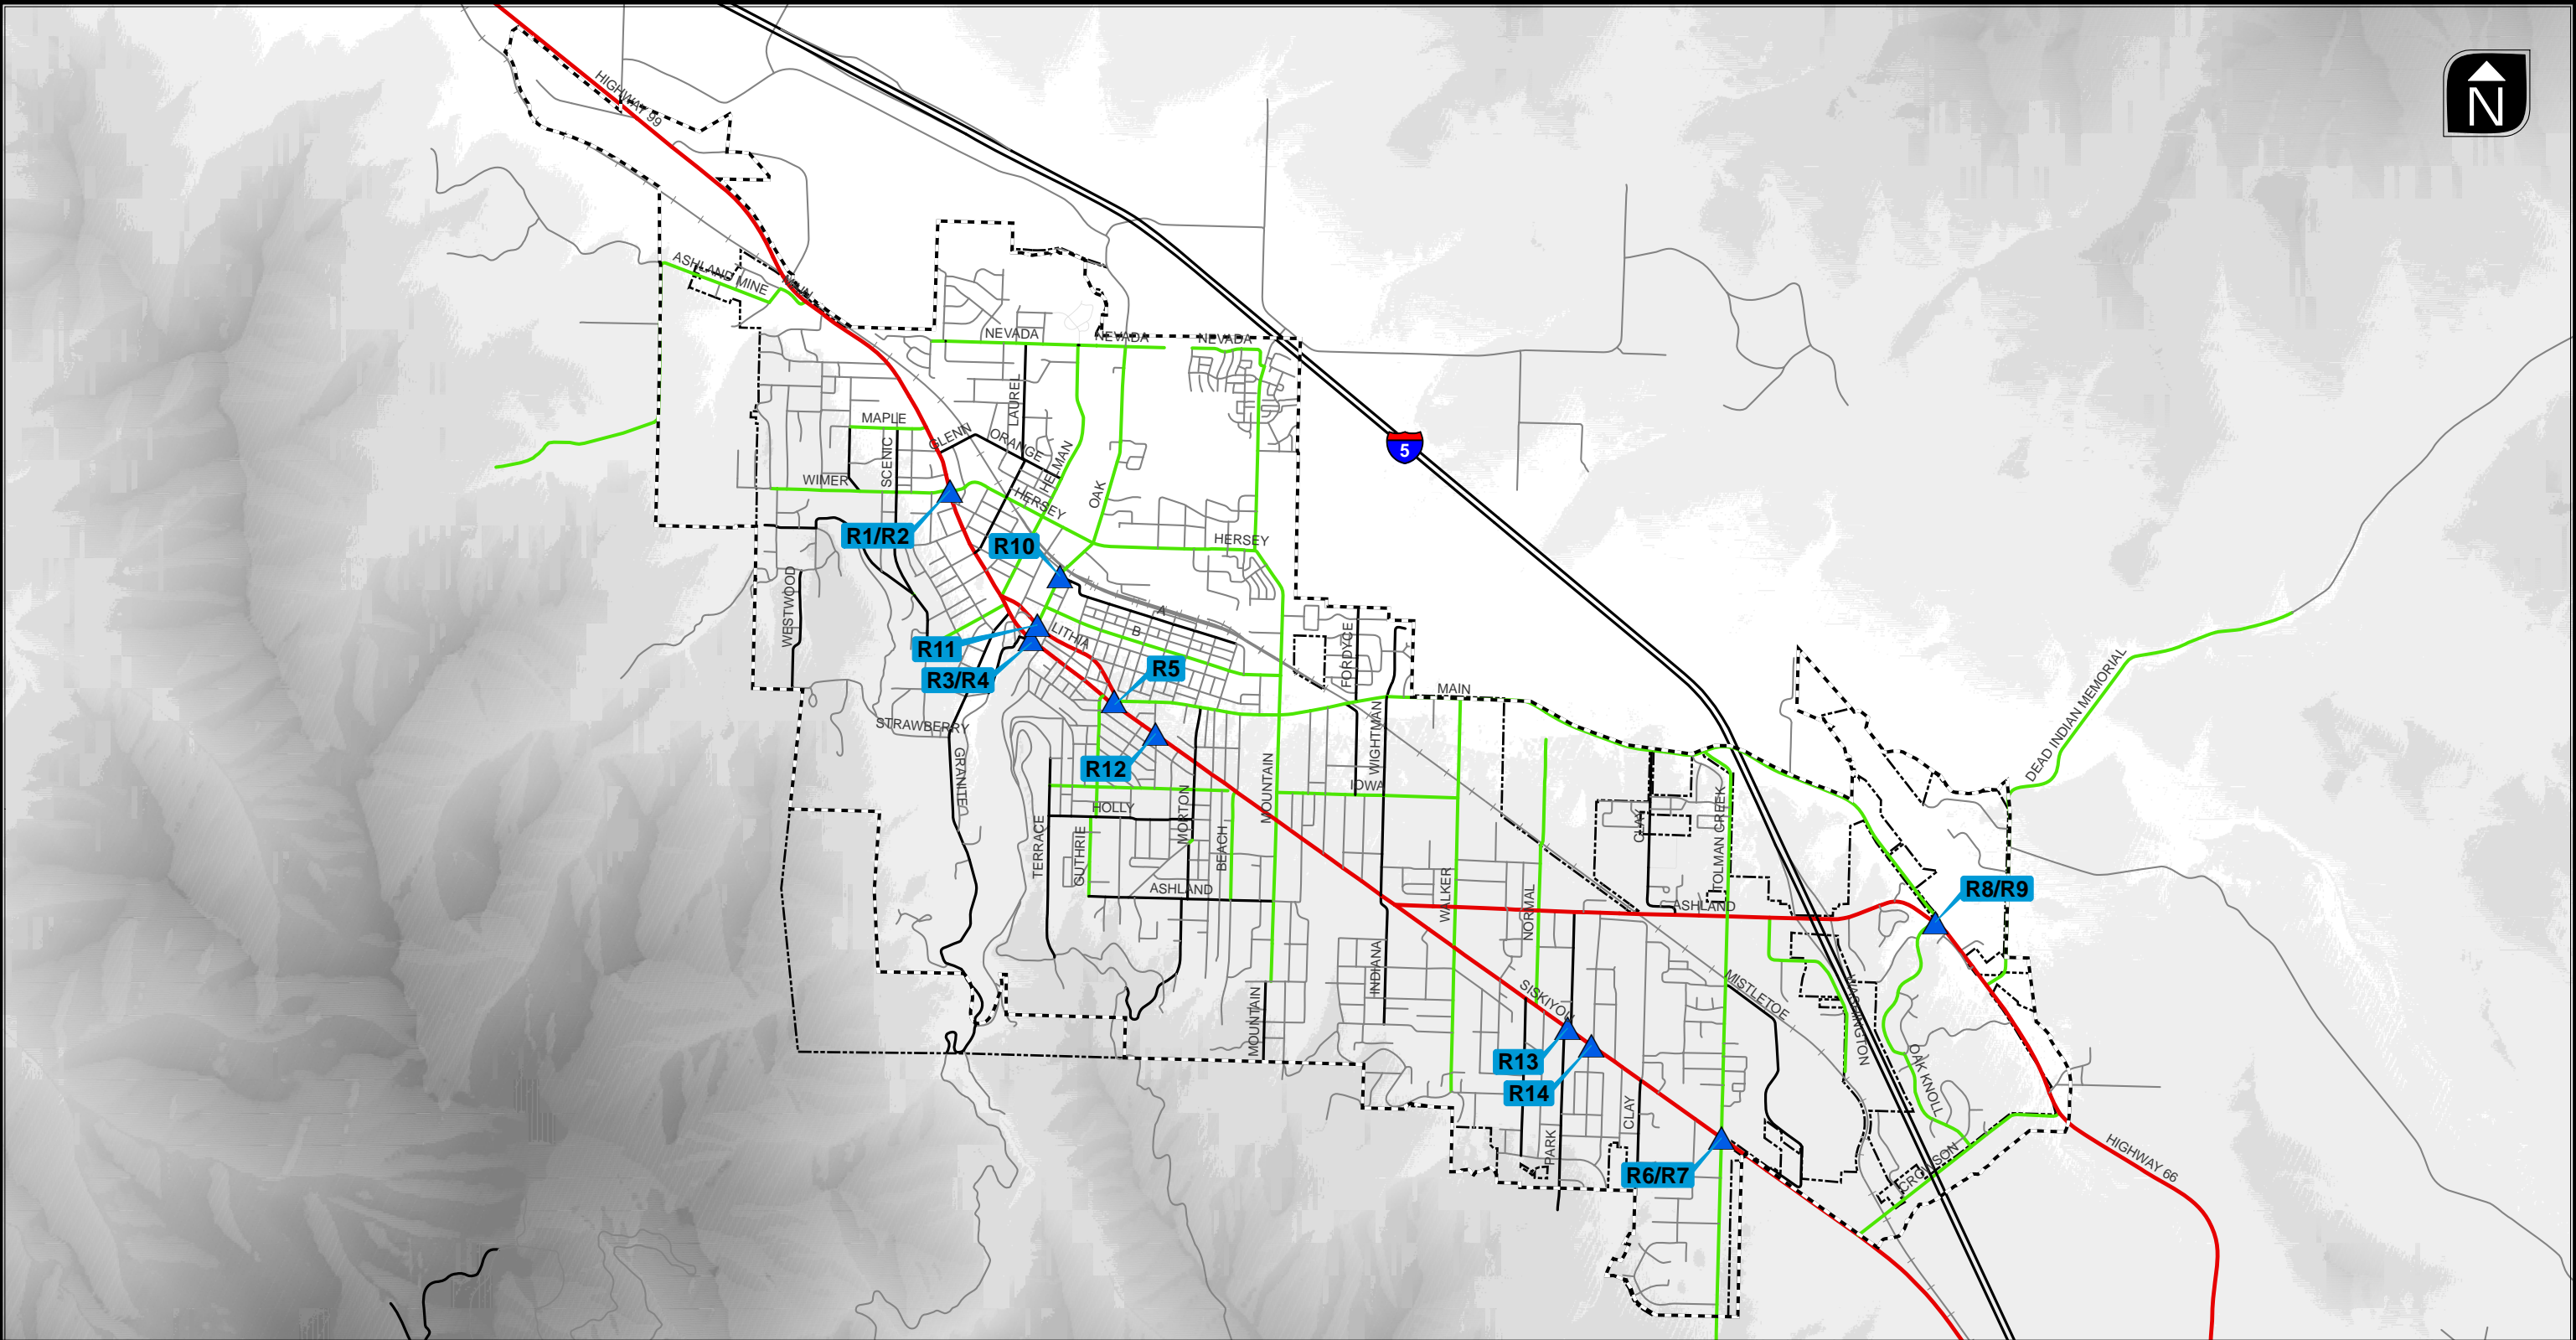 HIGHWAY 99
N
ASHLAND MINE
MAIN
NEVADA
NEVADA
NEVADA
LAUREL
MAPLE
GLENN
ORANGE
SCENIC
HELMAN
5
WIMER
HERSEY
OAK
R1/R2
R10
HERSEY
WESTWOOD
A
B
LITHIA
FORDYCE
R11
R5
R3/R4
MAIN
DEAD INDIAN MEMORIAL
STRAWBERRY
GRANITE
WIGHTMAN
R12
MOUNTAIN
IOWA
HOLLY
MORTON
TERRACE
GUTHRIE
BEACH
CLAY
TOLMAN CREEK
ASHLAND
WALKER
NORMAL
ASHLAND
R8/R9
INDIANA
MOUNTAIN
SISKIYOU
MISTLETOE
WASHINGTON
R13
R14
OAK KNOLL
PARK
CLAY
R6/R7
CROWSON
HIGHWAY 66